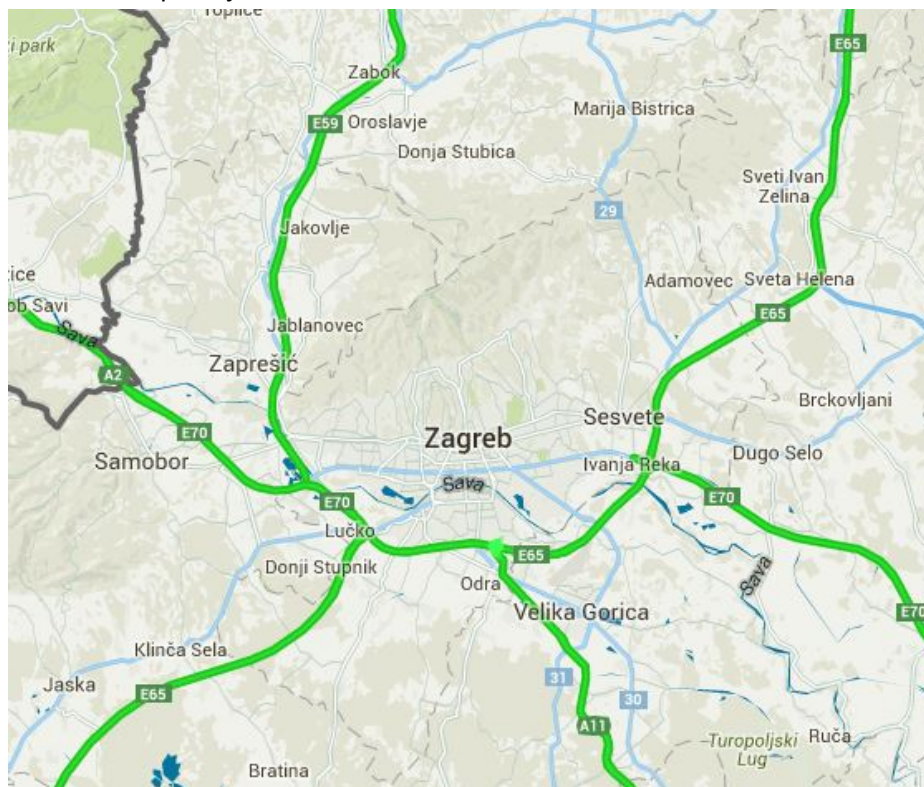 Toplice
ki park
E65
Zabok
Marija Bistrica
E59
Oroslavje
Donja Stubica
Sveti Ivan
Zelina
29
Jakovlje
Adamovec
Sveta Helena
ob Savi
E65
Sava
Jablanovec
Zaprešić
A2
Brckovljani
Sesvete
E70
Zagreb
Dugo Selo
Samobor
Ivanja Reka
Sava
E70
E70
Lučko
E65
Donji Stupnik
Sava
Odra
Velika Gorica
E70
Klinča Sela
31
Jaska
E65
30
A11
Ruča
Turopoljski
Lug
Bratina